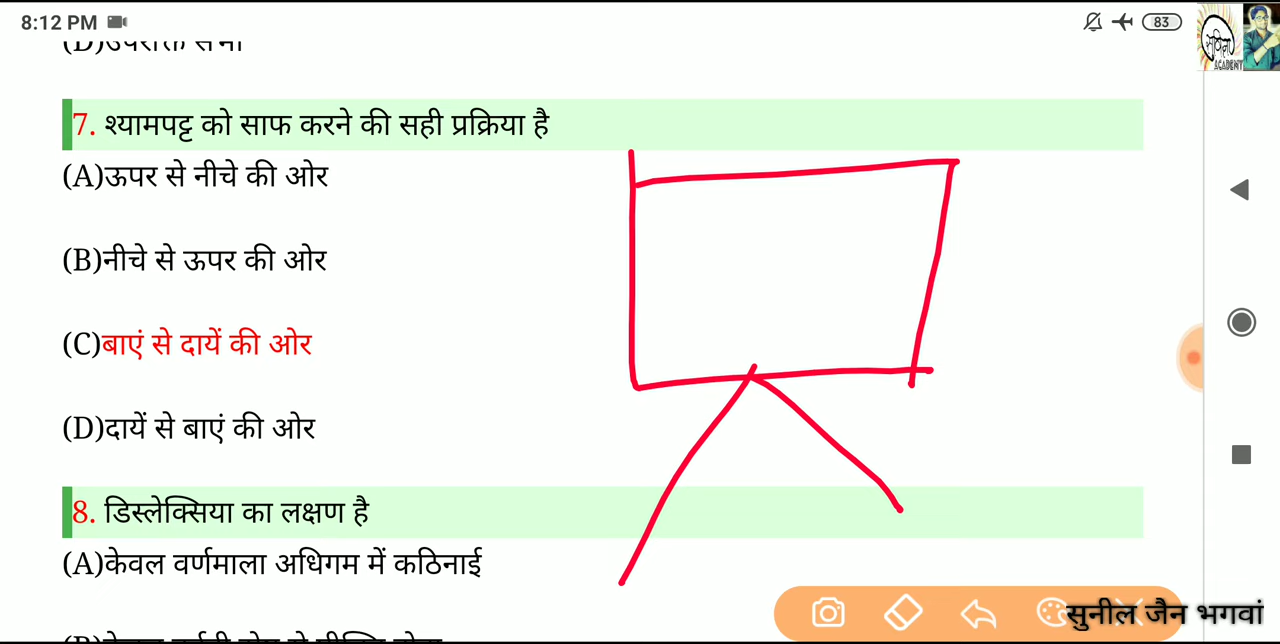 8:12 PM
83
ACADEMY
7. श्यामपट्ट को साफ करने की सही प्रक्रिया है
(A)ऊपर से नीचे की ओर
(B)नीचे से ऊपर की ओर
(C)बाएं से दायें की ओर
(D)दायें से बाएं की ओर
8. डिस्लेक्सिया का लक्षण है
(A)केवल वर्णमाला अधिगम में कठिनाई
सुनील जैन भगवां